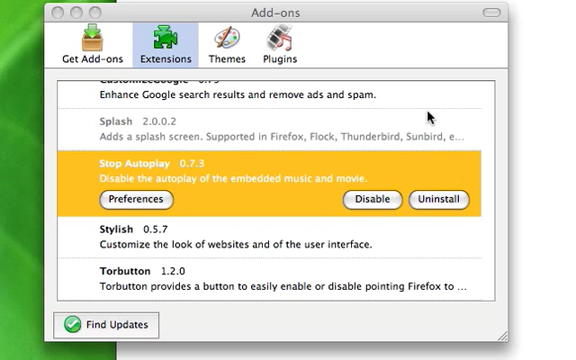 Add-ons
Get Add-ons Extensions Themes Plugins
CustomizeGoogle
Enhance Google search results and remove ads and spam.
Splash 2.0.0.2
Adds a splash screen. Supported in Firefox, Flock, Thunderbird, Sunbird, e...
Stop Autoplay 0.7.3
Disable the autoplay of the embedded music and movie.
Preferences Disable Uninstall
Stylish 0.5.7
Customize the look of websites and of the user interface.
Torbutton 1.2.0
Torbutton provides a button to easily enable or disable pointing Firefox to ...
Find Updates